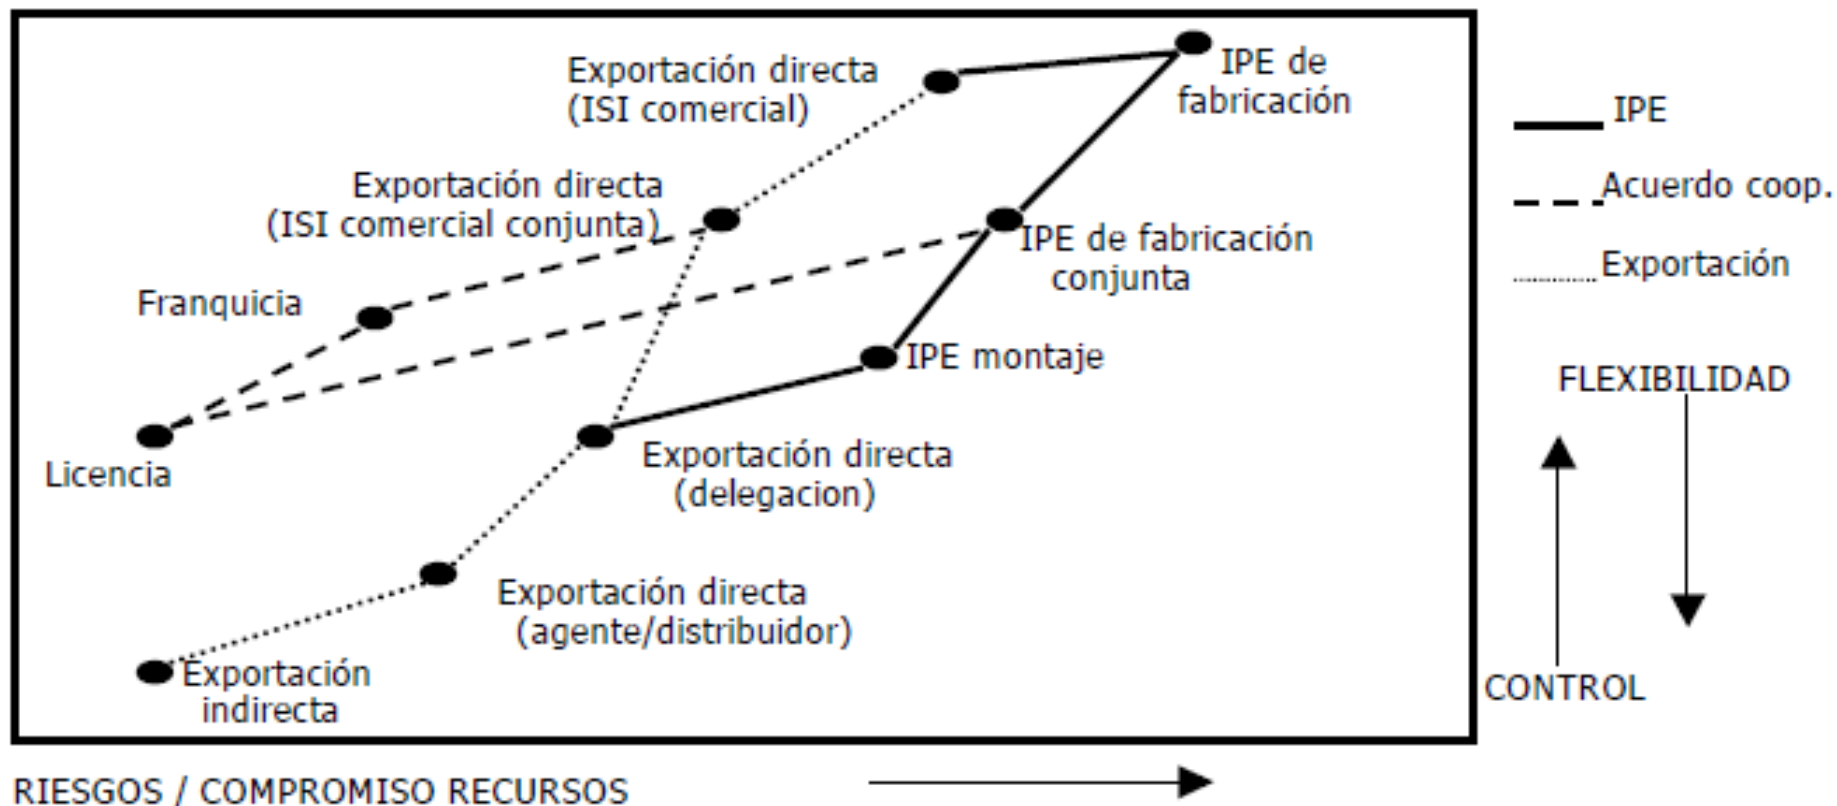 Exportación directa
(ISI comercial)
IPE de
fabricación
IPE
Exportación directa
(ISI comercial conjunta)
Acuerdo coop.
IPE de fabricación
conjunta
Exportación
Franquicia
IPE montaje
FLEXIBILIDAD
Licencia
Exportación directa
(delegacion)
Exportación directa
(agente/distribuidor)
Exportación
indirecta
CONTROL
RIESGOS / COMPROMISO RECURSOS